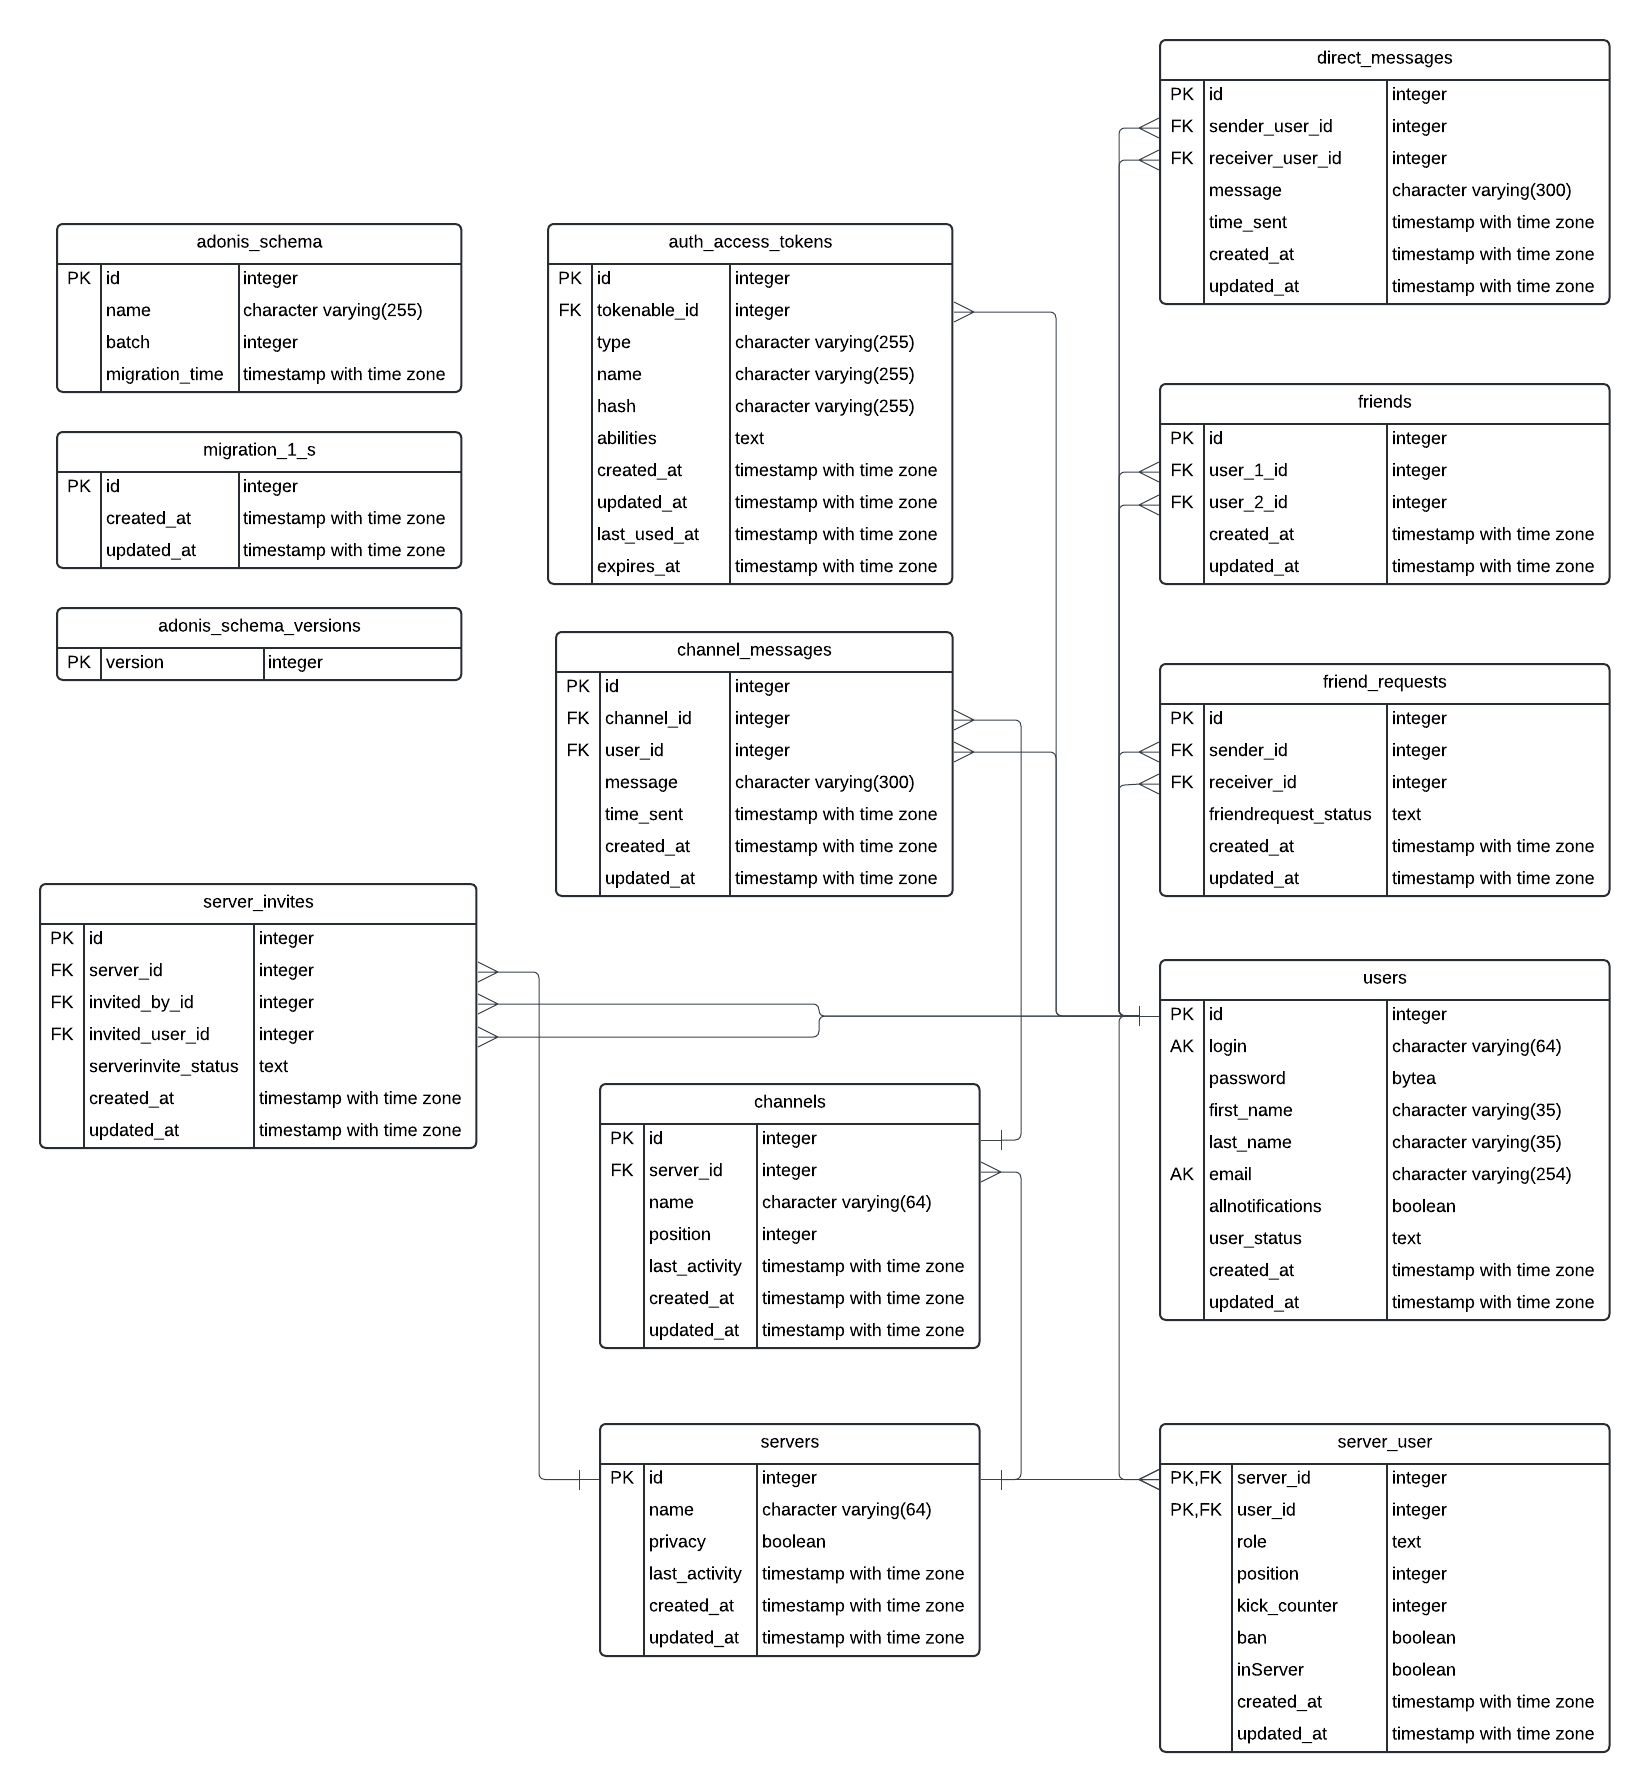 direct_messages
PK id integer
FK sender_user_id integer
FK receiver_user_id integer
message character varying(300)
time_sent timestamp with time zone
created_at timestamp with time zone
updated_at timestamp with time zone
adonis_schema
PK id integer
name character varying(255)
batch integer
migration_time timestamp with time zone
auth_access_tokens
PK id integer
FK tokenable_id integer
type character varying(255)
name character varying(255)
hash character varying(255)
abilities text
created_at timestamp with time zone
updated_at timestamp with time zone
last_used_at timestamp with time zone
expires_at timestamp with time zone
friends
PK id integer
FK user_1_id integer
FK user_2_id integer
created_at timestamp with time zone
updated_at timestamp with time zone
migration_1_s
PK id integer
created_at timestamp with time zone
updated_at timestamp with time zone
adonis_schema_versions
PK version integer
channel_messages
PK id integer
FK channel_id integer
FK user_id integer
message character varying(300)
time_sent timestamp with time zone
created_at timestamp with time zone
updated_at timestamp with time zone
friend_requests
PK id integer
FK sender_id integer
FK receiver_id integer
friendrequest_status text
created_at timestamp with time zone
updated_at timestamp with time zone
server_invites
PK id integer
FK server_id integer
FK invited_by_id integer
FK invited_user_id integer
serverinvite_status text
created_at timestamp with time zone
updated_at timestamp with time zone
users
PK id integer
AK login character varying(64)
password bytea
first_name character varying(35)
last_name character varying(35)
AK email character varying(254)
allnotifications boolean
user_status text
created_at timestamp with time zone
updated_at timestamp with time zone
channels
PK id integer
FK server_id integer
name character varying(64)
position integer
last_activity timestamp with time zone
created_at timestamp with time zone
updated_at timestamp with time zone
servers
PK id integer
name character varying(64)
privacy boolean
last_activity timestamp with time zone
created_at timestamp with time zone
updated_at timestamp with time zone
server_user
PK,FK server_id integer
PK,FK user_id integer
role text
position integer
kick_counter integer
ban boolean
inServer boolean
created_at timestamp with time zone
updated_at timestamp with time zone